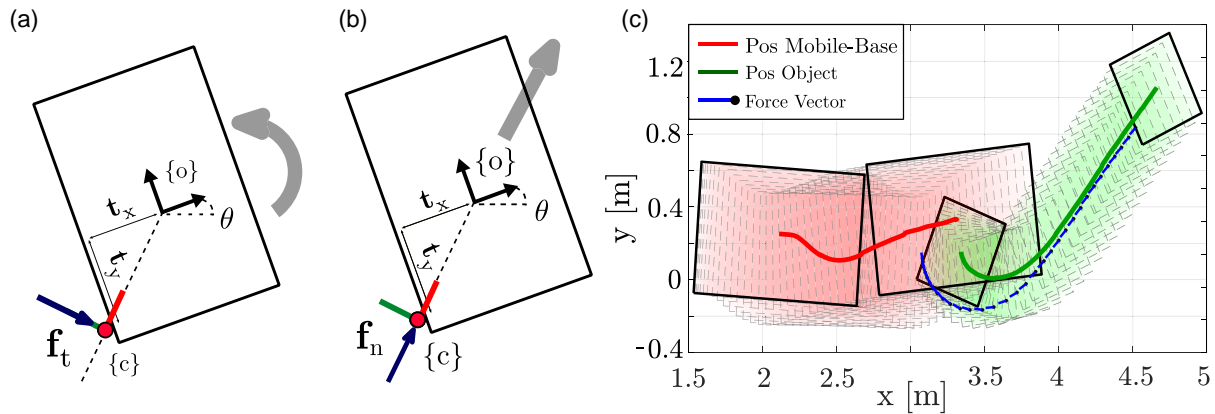 (a)
{o}
t_x
θ
t_y
f_t
{c}
(b)
{o}
t_x
θ
t_y
f_n
{c}
(c)
Pos Mobile-Base
Pos Object
Force Vector
y [m]
1.2
0.8
0.4
0
-0.4
1.5 2 2.5 3 3.5 4 4.5 5
x [m]